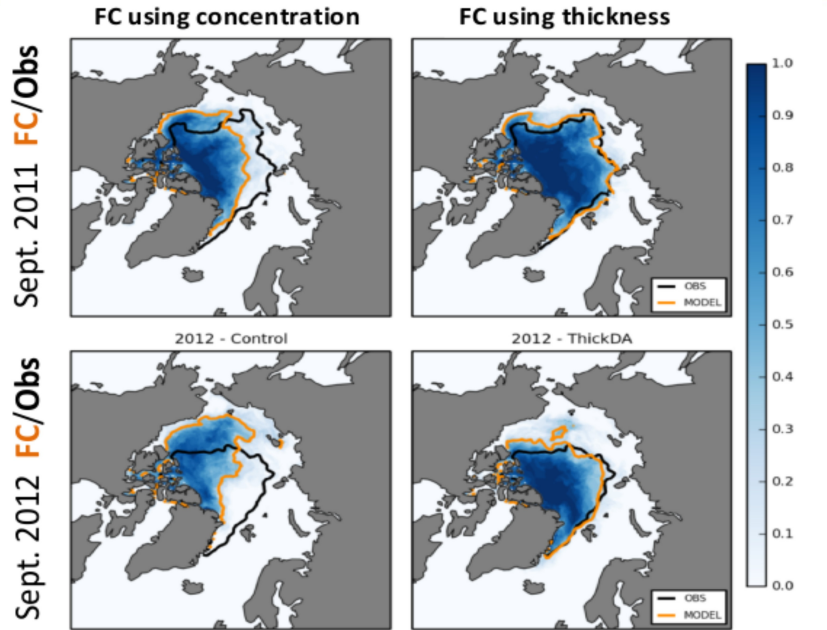 FC using concentration
FC using thickness
Sept. 2011 FC/Obs
OBS
MODEL
1.0
0.9
0.8
0.7
0.6
0.5
0.4
0.3
0.2
0.1
0.0
Sept. 2012 FC/Obs
2012 - Control
2012 - ThickDA
OBS
MODEL